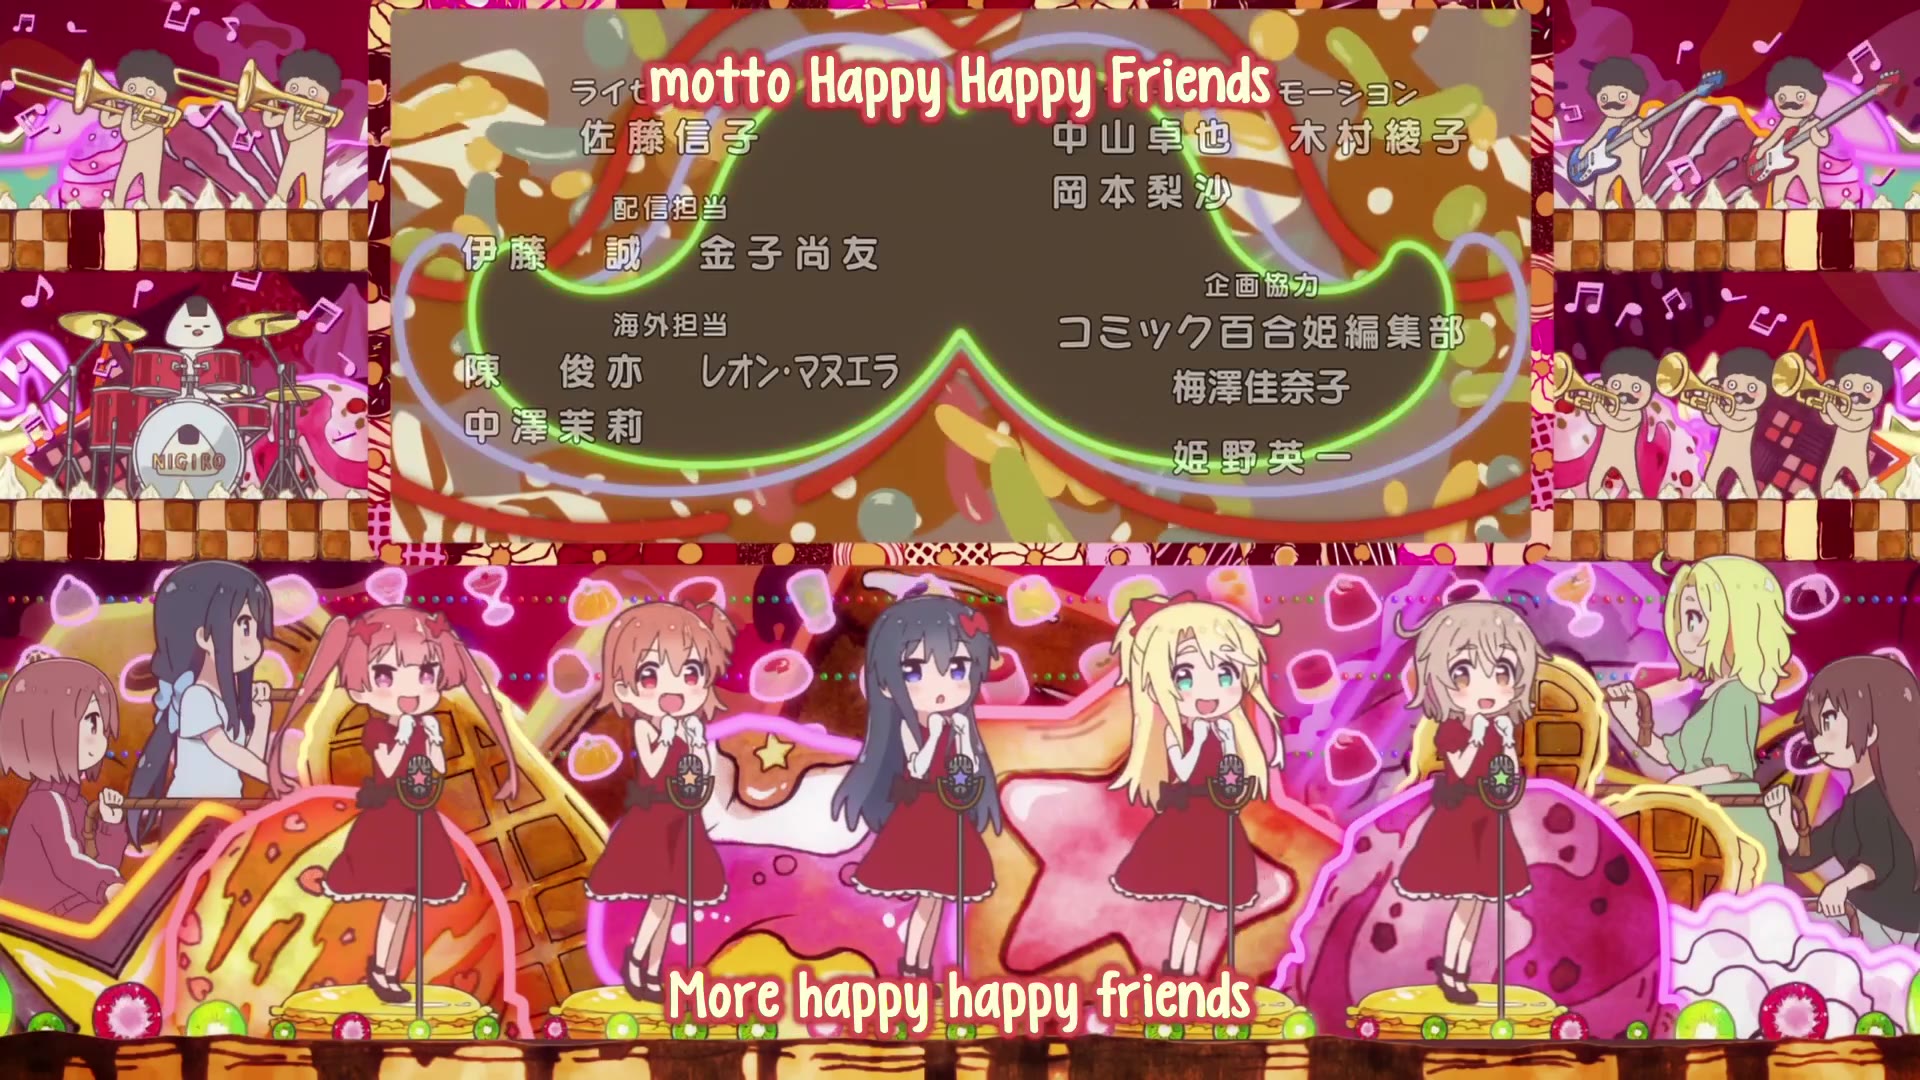 motto Happy Happy Friends
ライセ
佐藤信子
配信担当
伊藤 誠 金子尚友
海外担当
陳 俊亦 レオン・マヌエラ
中澤茉莉
モーション
中山卓也 木村綾子
岡本梨沙
企画協力
コミック百合姫編集部
梅澤佳奈子
姫野英一
NIGIRO
More happy happy friends